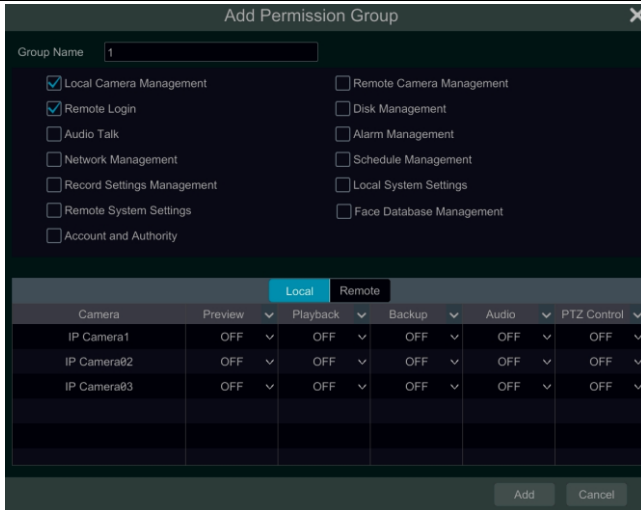 Add Permission Group
Group Name 1
Local Camera Management Remote Camera Management
Remote Login Disk Management
Audio Talk Alarm Management
Network Management Schedule Management
Record Settings Management Local System Settings
Remote System Settings Face Database Management
Account and Authority
Local Remote
Camera Preview Playback Backup Audio PTZ Control
IP Camera1 OFF OFF OFF OFF OFF
IP Camera02 OFF OFF OFF OFF OFF
IP Camera03 OFF OFF OFF OFF OFF
Add Cancel